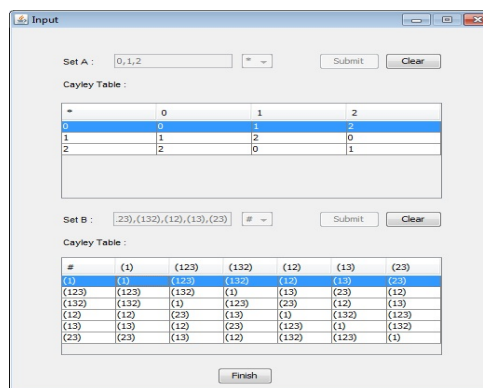 Input
Set A : 0,1,2 * Submit Clear
Cayley Table :
* 0 1 2
0 0 1 2
1 1 2 0
2 2 0 1
Set B : .23),(132),(12),(13),(23) # Submit Clear
Cayley Table :
# (1) (123) (132) (12) (13) (23)
(1) (1) (123) (132) (12) (13) (23)
(123) (123) (132) (1) (13) (23) (12)
(132) (132) (1) (123) (23) (12) (13)
(12) (12) (23) (13) (1) (132) (123)
(13) (13) (12) (23) (123) (1) (132)
(23) (23) (13) (12) (132) (123) (1)
Finish